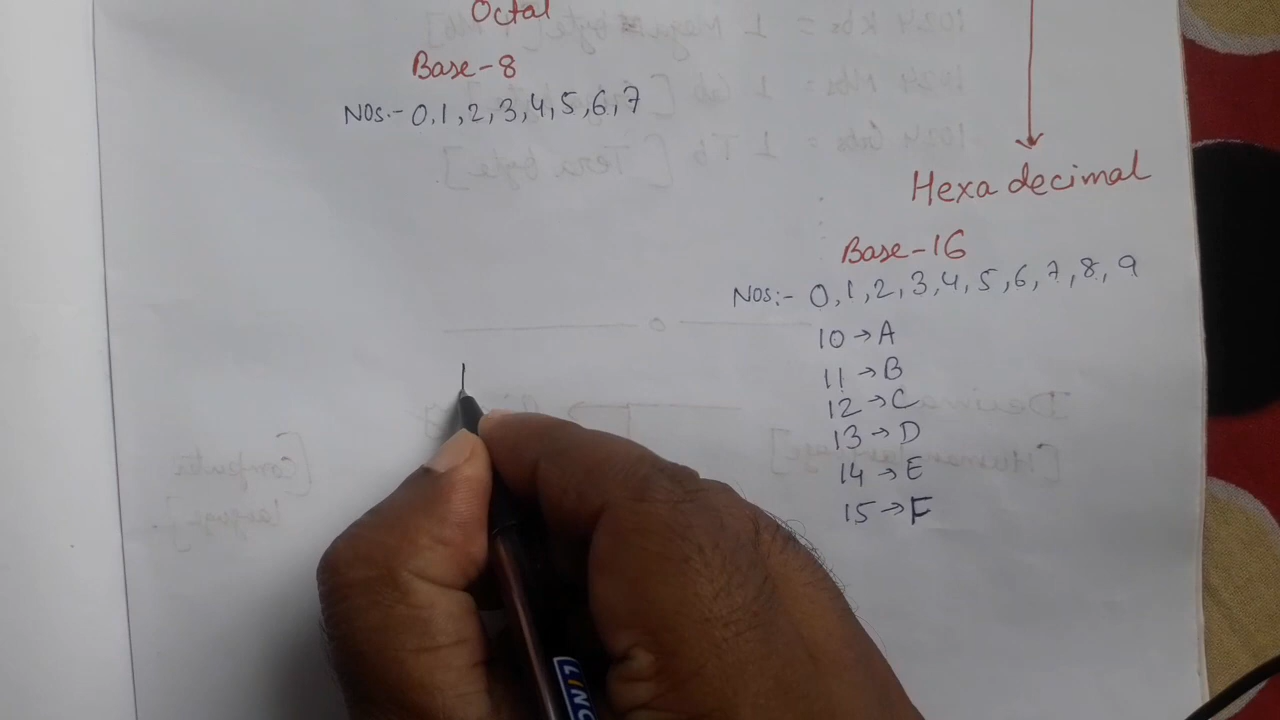 Octal
Base-8
NOS:- 0,1,2,3,4,5,6,7
Hexa decimal
Base-16
NOS:- 0,1,2,3,4,5,6,7,8,9
10→A
11→B
12→C
13→D
14→E
15→F
LINC